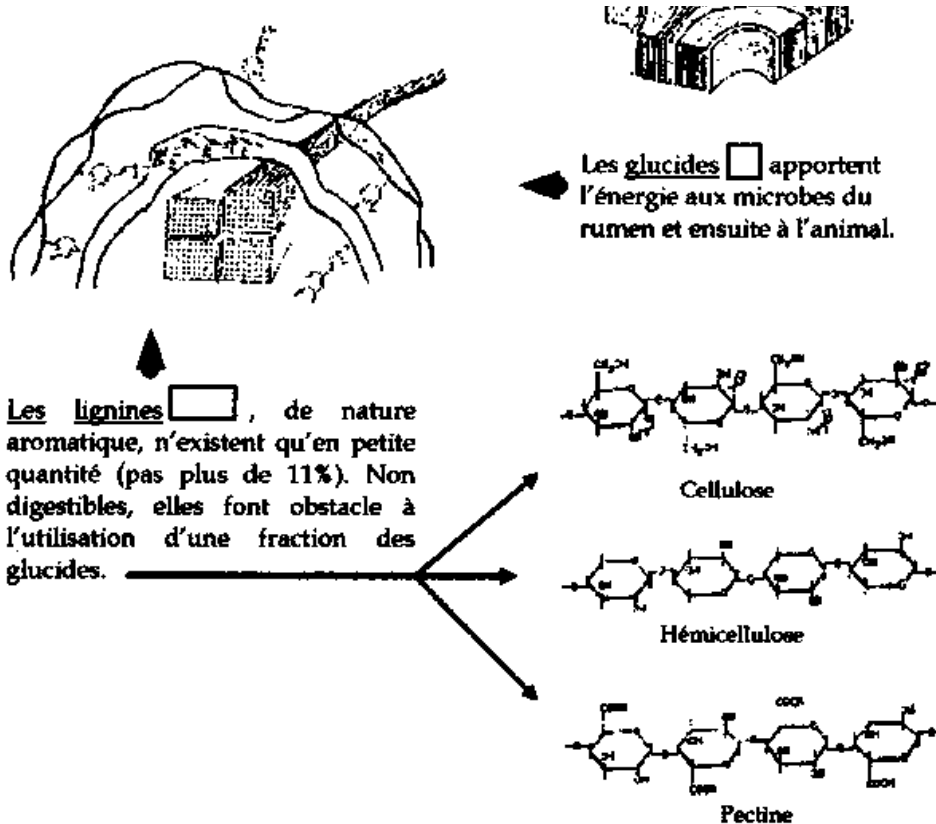 Les glucides apportent
l'énergie aux microbes du
rumen et ensuite à l'animal.
Les lignines , de nature
aromatique, n'existent qu'en petite
quantité (pas plus de 11%). Non
digestibles, elles font obstacle à
l'utilisation d'une fraction des
glucides.
Cellulose
Hémicellulose
Pectine